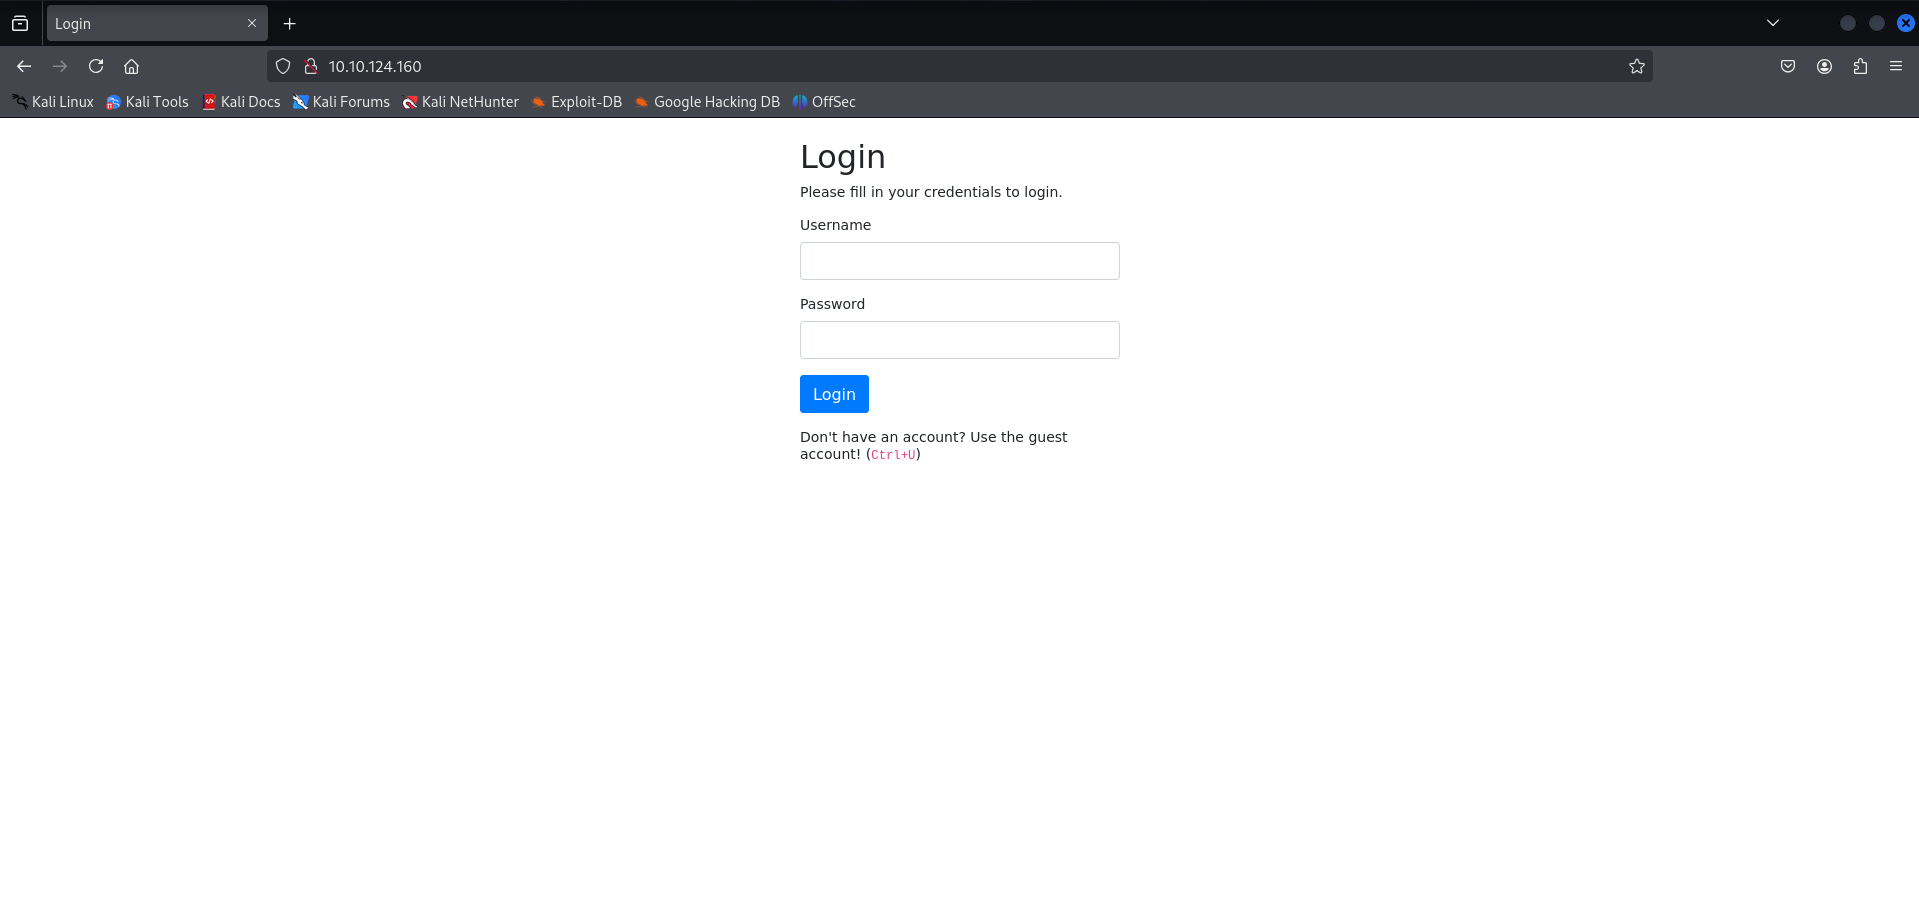 Login
10.10.124.160
Kali Linux Kali Tools Kali Docs Kali Forums Kali NetHunter Exploit-DB Google Hacking DB OffSec
Login
Please fill in your credentials to login.
Username
Password
Login
Don't have an account? Use the guest
account! (Ctrl+U)